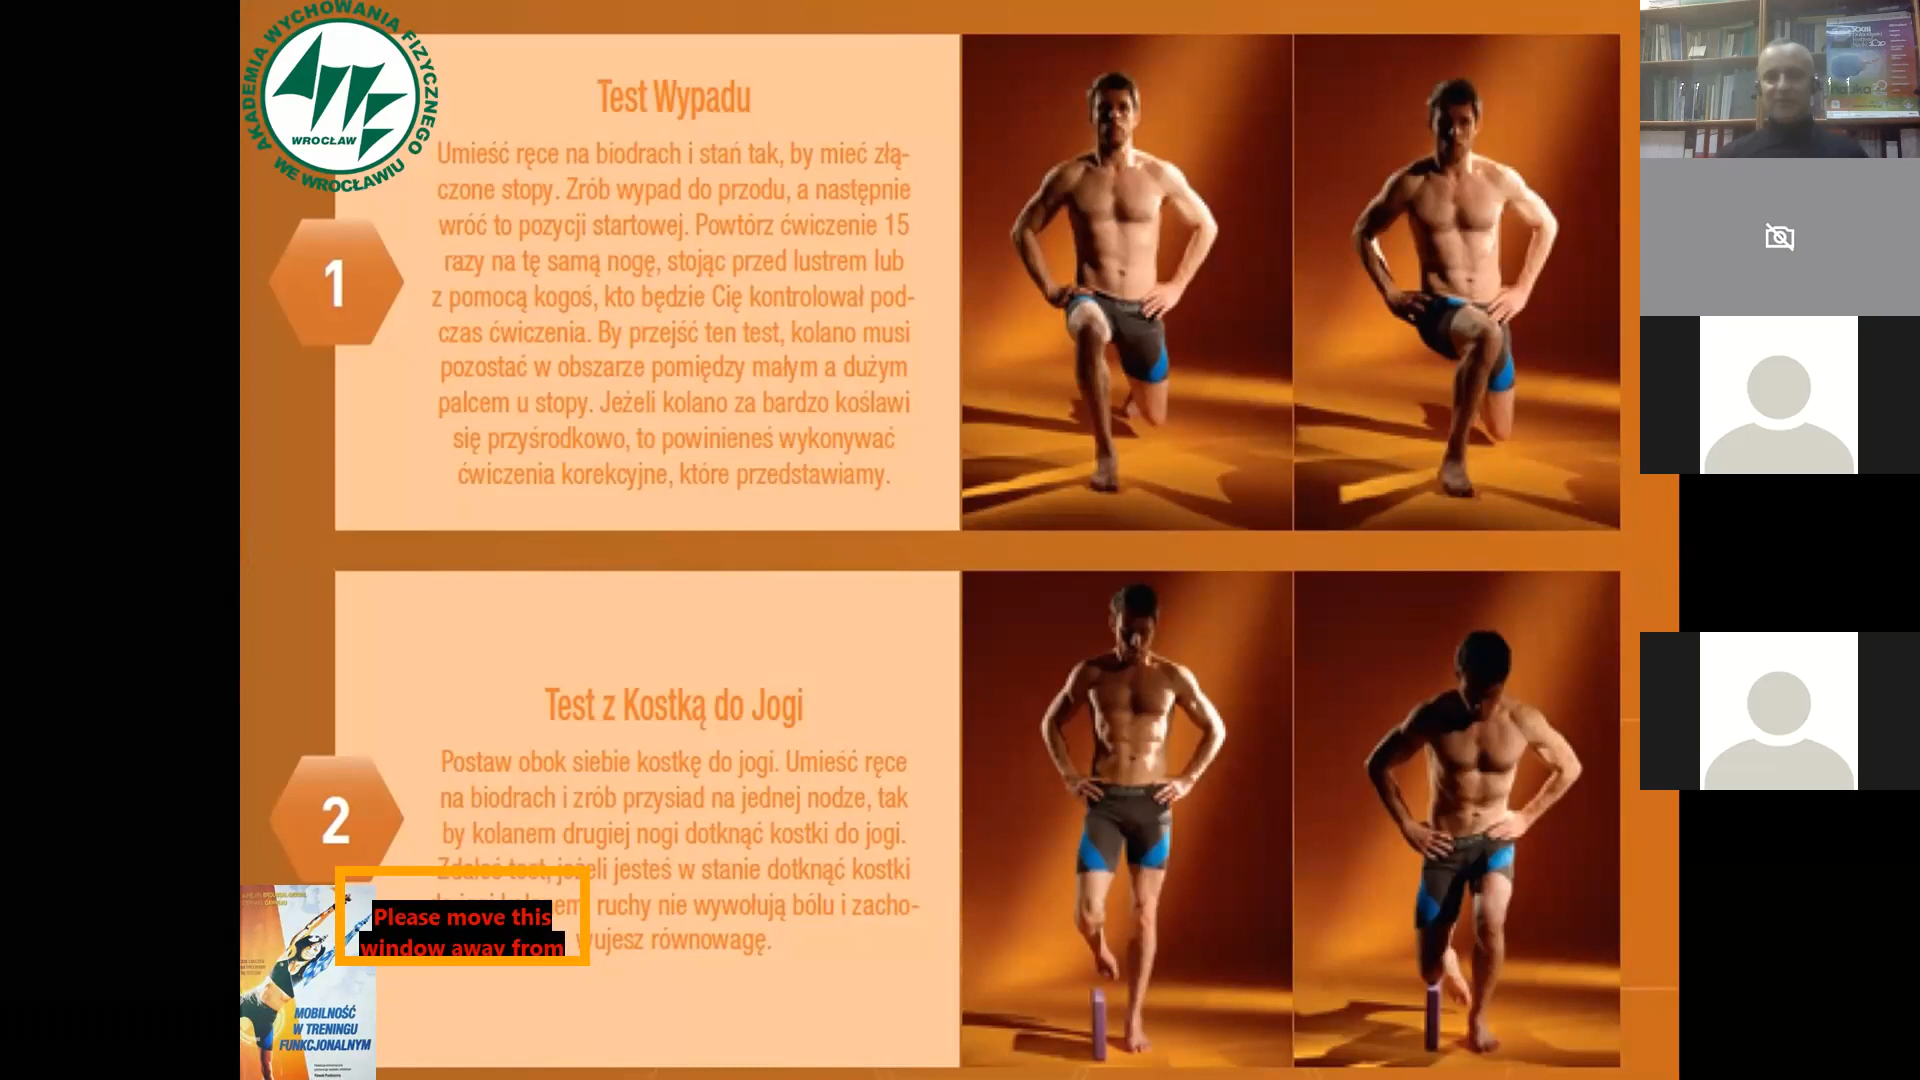 AKADEMIA WYCHOWANIA FIZYCZNEGO
WE WROCŁAWIU
WROCŁAW
1
Test Wypadu
Umieść ręce na biodrach i stań tak, by mieć złą-
czone stopy. Zrób wypad do przodu, a następnie
wróć to pozycji startowej. Powtórz ćwiczenie 15
razy na tę samą nogę, stojąc przed lustrem lub
z pomocą kogoś, kto będzie Cię kontrolował pod-
czas ćwiczenia. By przejść ten test, kolano musi
pozostać w obszarze pomiędzy małym a dużym
palcem u stopy. Jeżeli kolano za bardzo koślawi
się przyśrodkowo, to powinieneś wykonywać
ćwiczenia korekcyjne, które przedstawiamy.
2
Test z Kostką do Jogi
Postaw obok siebie kostkę do jogi. Umieść ręce
na biodrach i zrób przysiad na jednej nodze, tak
by kolanem drugiej nogi dotknąć kostki do jogi.
Zdałeś test, jeżeli jesteś w stanie dotknąć kostki
ruchy nie wywołują bólu i zacho-
wujesz równowagę.
Please move this
window away from
MOBILNOŚĆ
W TRENINGU
FUNKCJONALNYM